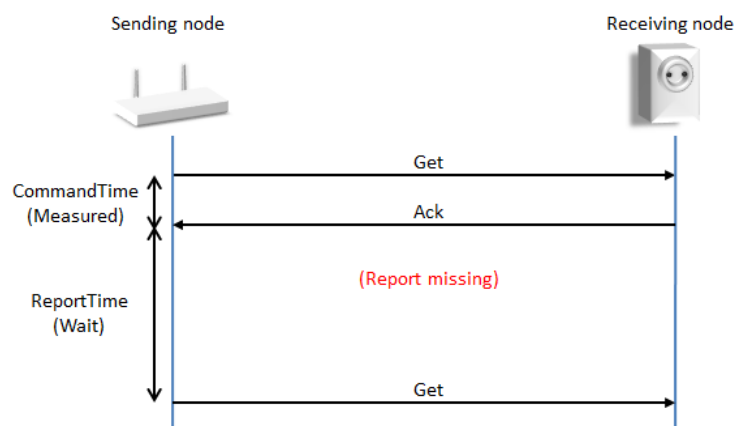 Sending node
Receiving node
Get
CommandTime
(Measured)
Ack
(Report missing)
ReportTime
(Wait)
Get